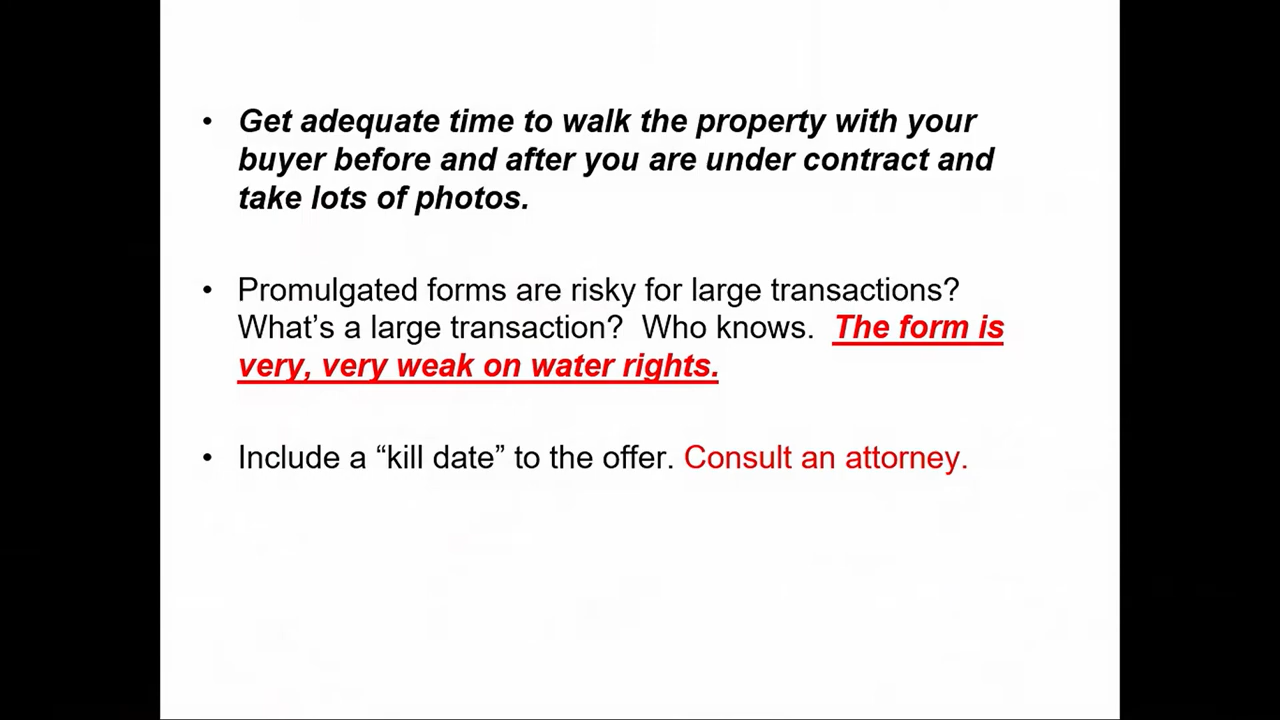 • Get adequate time to walk the property with your
buyer before and after you are under contract and
take lots of photos.
• Promulgated forms are risky for large transactions?
What’s a large transaction?  Who knows.  The form is
very, very weak on water rights.
• Include a “kill date” to the offer. Consult an attorney.